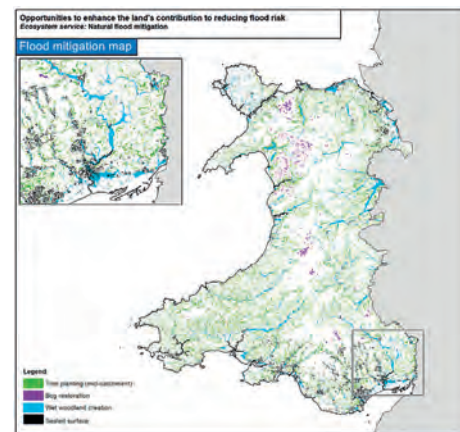 Opportunities to enhance the land's contribution to reducing flood risk
Ecosystem service: Natural flood mitigation
Flood mitigation map
Legend
Tree planting (mid-catchment)
Bog restoration
Wet woodland creation
Sealed surface